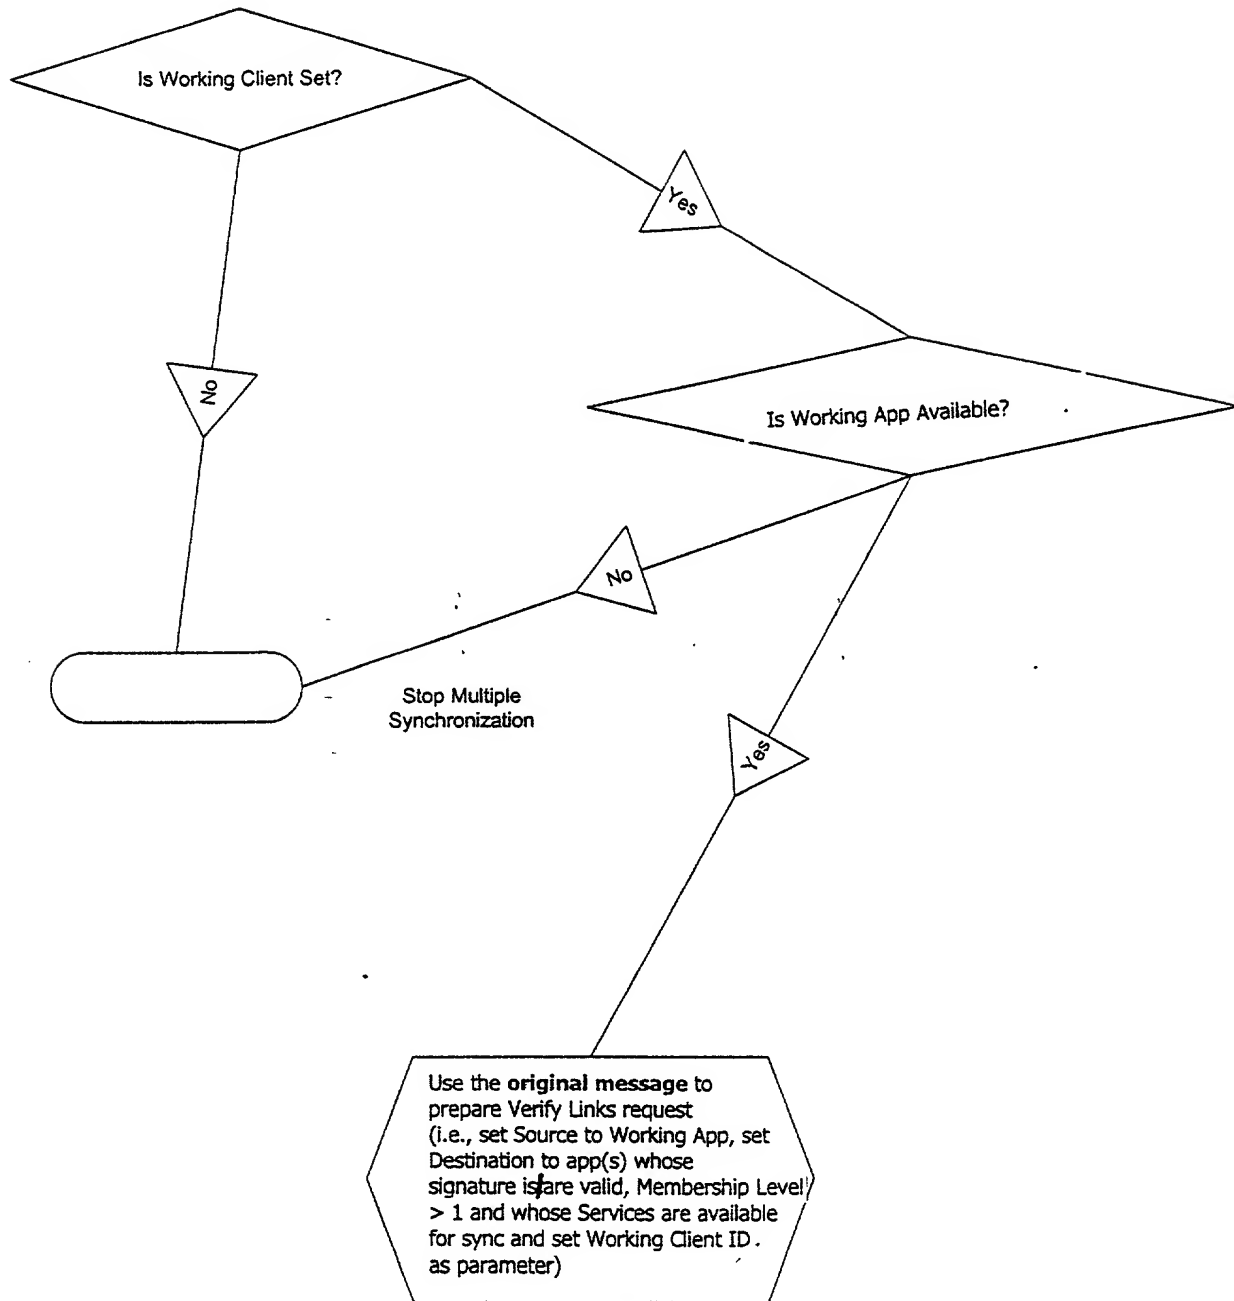 Is Working Client Set?
Yes
No
Is Working App Available?
No
Stop Multiple
Synchronization
Yes
Use the original message to
prepare Verify Links request
(i.e., set Source to Working App, set
Destination to app(s) whose
signature is/are valid, Membership Level
> 1 and whose Services are available
for sync and set Working Client ID.
as parameter)